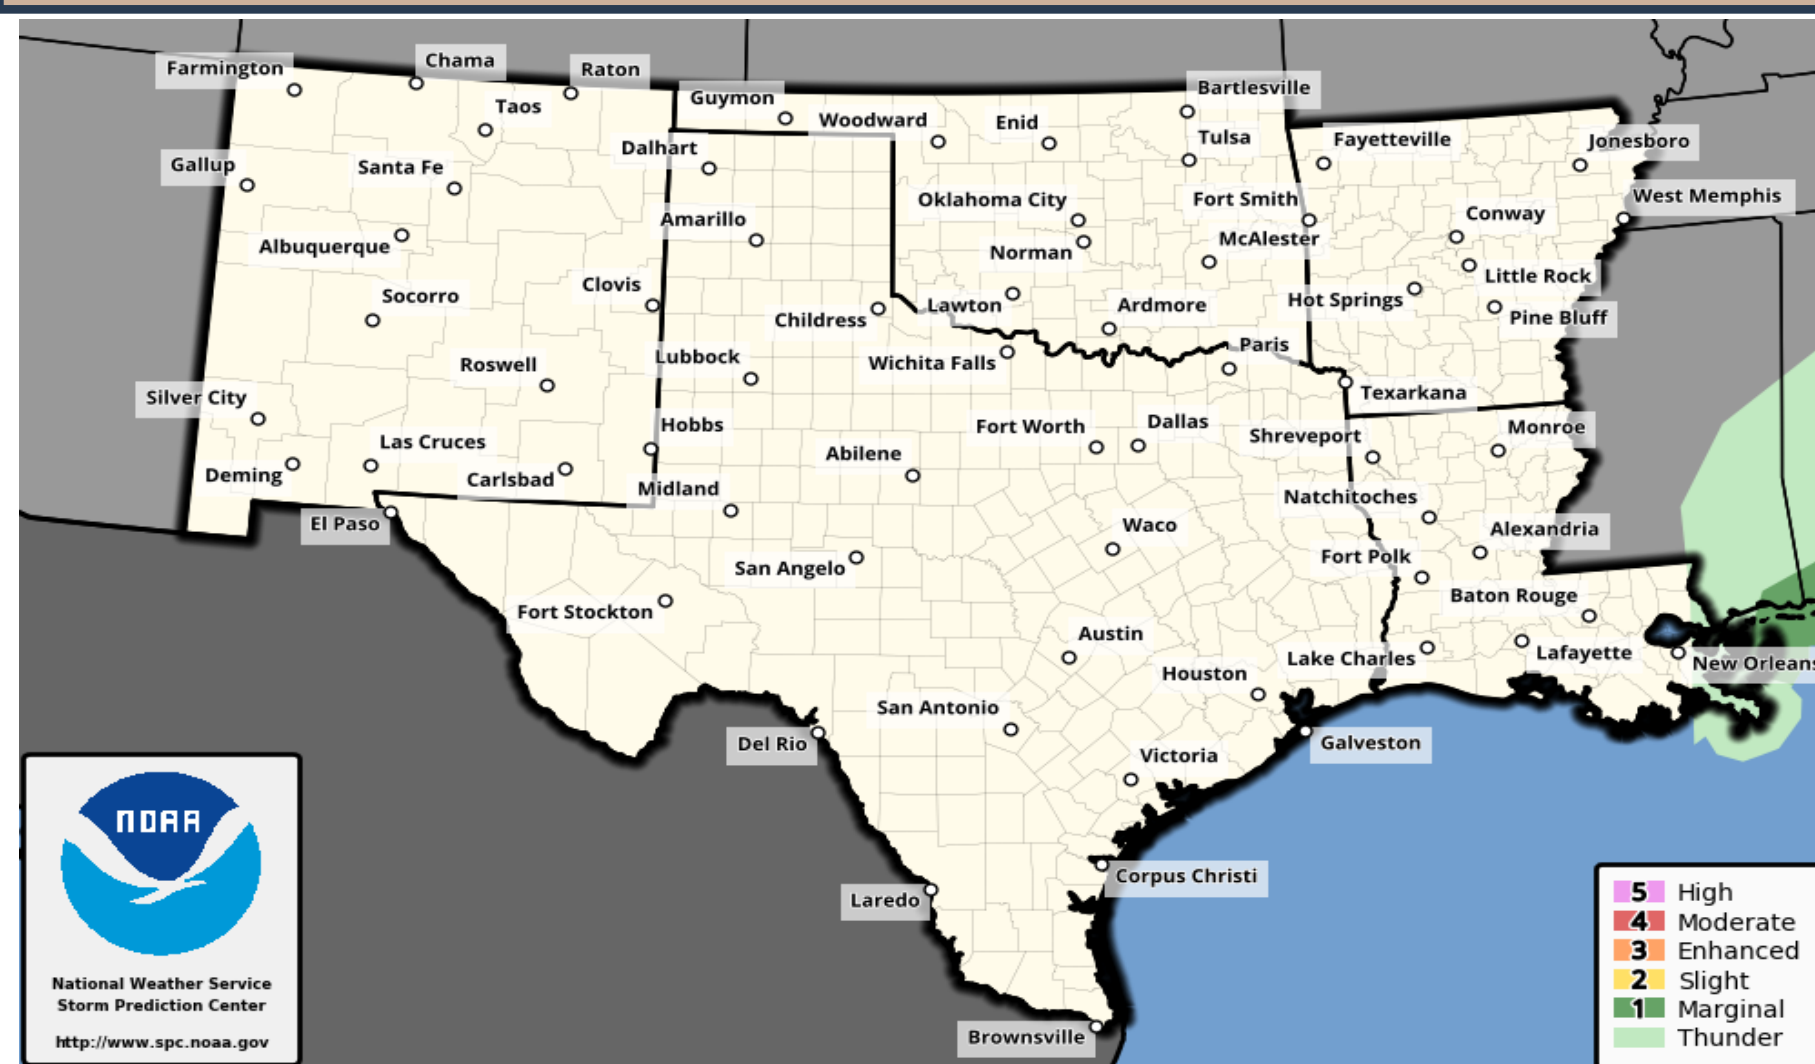 Farmington
Chama
Raton
Guymon
Bartlesville
Taos
Woodward
Enid
Tulsa
Fayetteville
Jonesboro
Dalhart
Gallup
Santa Fe
Oklahoma City
Fort Smith
West Memphis
Amarillo
Conway
Albuquerque
Norman
McAlester
Little Rock
Socorro
Clovis
Lawton
Ardmore
Hot Springs
Childress
Pine Bluff
Paris
Roswell
Lubbock
Wichita Falls
Silver City
Texarkana
Las Cruces
Hobbs
Fort Worth
Dallas
Shreveport
Monroe
Abilene
Deming
Carlsbad
Midland
Natchitoches
El Paso
Waco
Alexandria
San Angelo
Fort Polk
Fort Stockton
Baton Rouge
Austin
Lake Charles
Lafayette
New Orleans
Houston
San Antonio
Del Rio
Galveston
Victoria
NOAA
Corpus Christi
Laredo
National Weather Service
Storm Prediction Center
http://www.spc.noaa.gov
Brownsville
5 High
4 Moderate
3 Enhanced
2 Slight
1 Marginal
Thunder